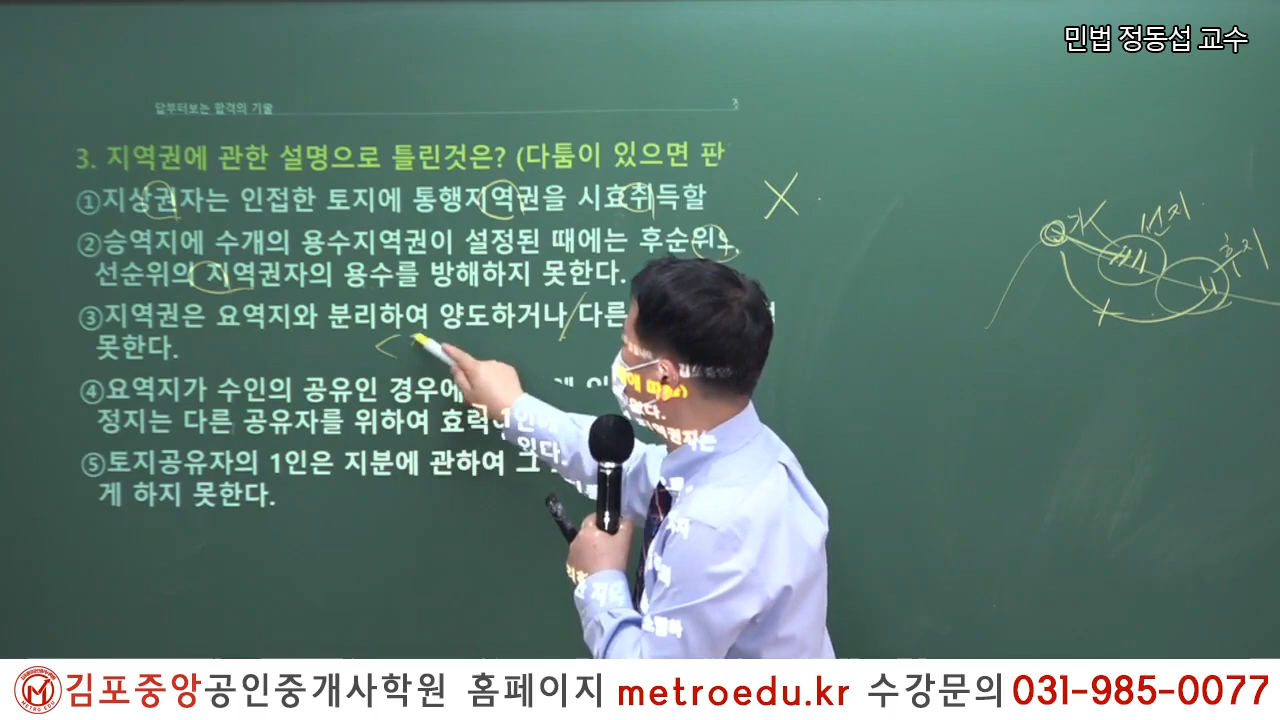 민법 정동섭 교수
답부터보는 합격의 기술
3. 지역권에 관한 설명으로 틀린것은? (다툼이 있으면 판
①지상권자는 인접한 토지에 통행지역권을 시효취득할
②승역지에 수개의 용수지역권이 설정된 때에는 후순위
선순위의 지역권자의 용수를 방해하지 못한다.
③지역권은 요역지와 분리하여 양도하거나 다른
못한다.
④요역지가 수인의 공유인 경우에
정지는 다른 공유자를 위하여 효력
⑤토지공유자의 1인은 지분에 관하여 그
게 하지 못한다.
선지
후지
김포중앙공인중개사학원 홈페이지 metroedu.kr 수강문의 031-985-0077
METRO EDU